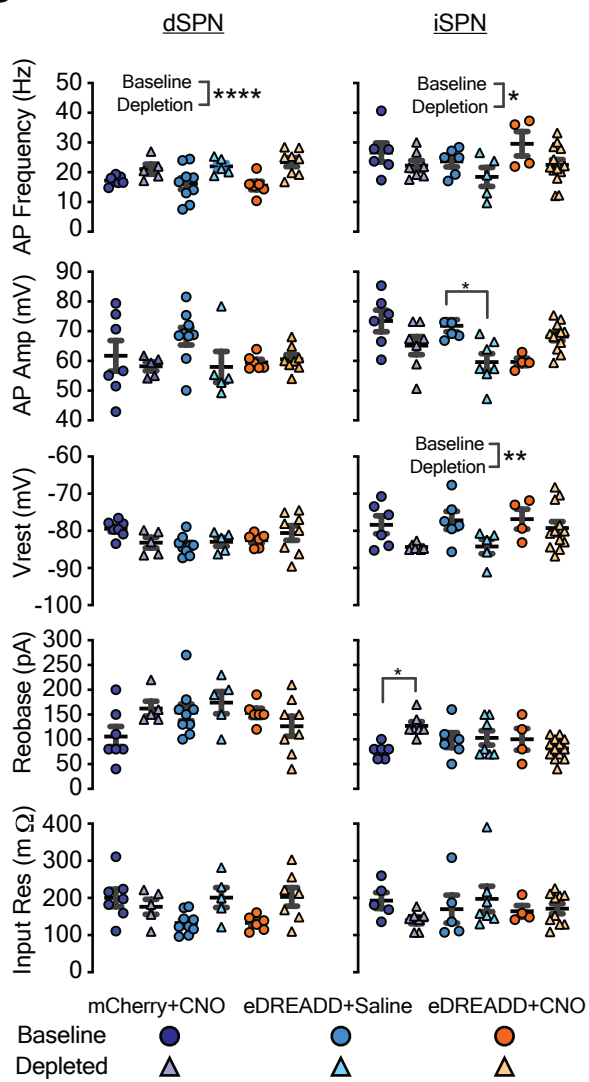 dSPN iSPN
AP Frequency (Hz)
50
40
30
20
10
0
Baseline
Depletion
****
Baseline
Depletion
*
AP Amp (mV)
90
80
70
60
50
40
*
Vrest (mV)
-60
-70
-80
-90
-100
Baseline
Depletion
**
Reobase (pA)
300
250
200
150
100
50
0
*
Input Res (m Ω)
400
300
200
100
0
mCherry+CNO eDREADD+Saline eDREADD+CNO
Baseline
Depleted